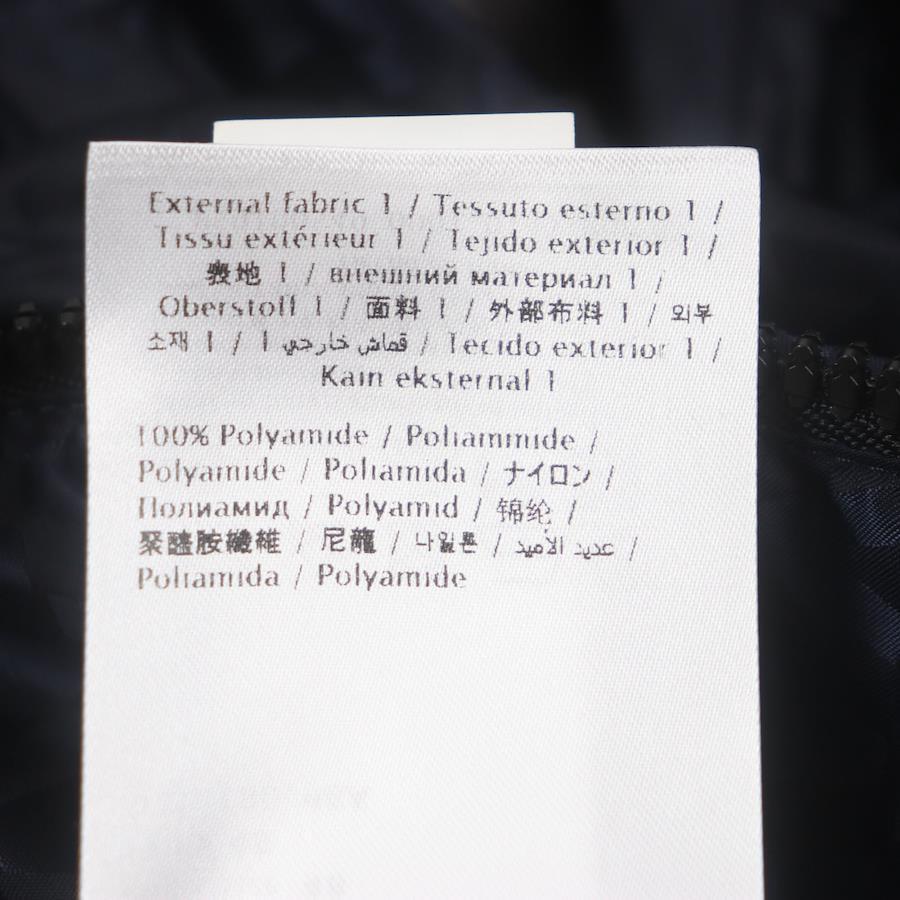 External fabric 1 / Tessuto esterno 1 /
Tissu extérieur 1 / Tejido exterior 1 /
表地 1 / внешний материал 1 /
Oberstoff 1 / 面料 1 / 外部布料 1 / 외부
소재 1 / قماش خارجي 1 / Tecido exterior 1 /
Kain eksternal 1
100% Polyamide / Poliammide /
Polyamide / Poliamida / ナイロン /
Полиамид / Polyamid / 锦纶 /
聚醯胺纖維 / 尼龍 / 나일론 / عديد الأميد /
Poliamida / Polyamide